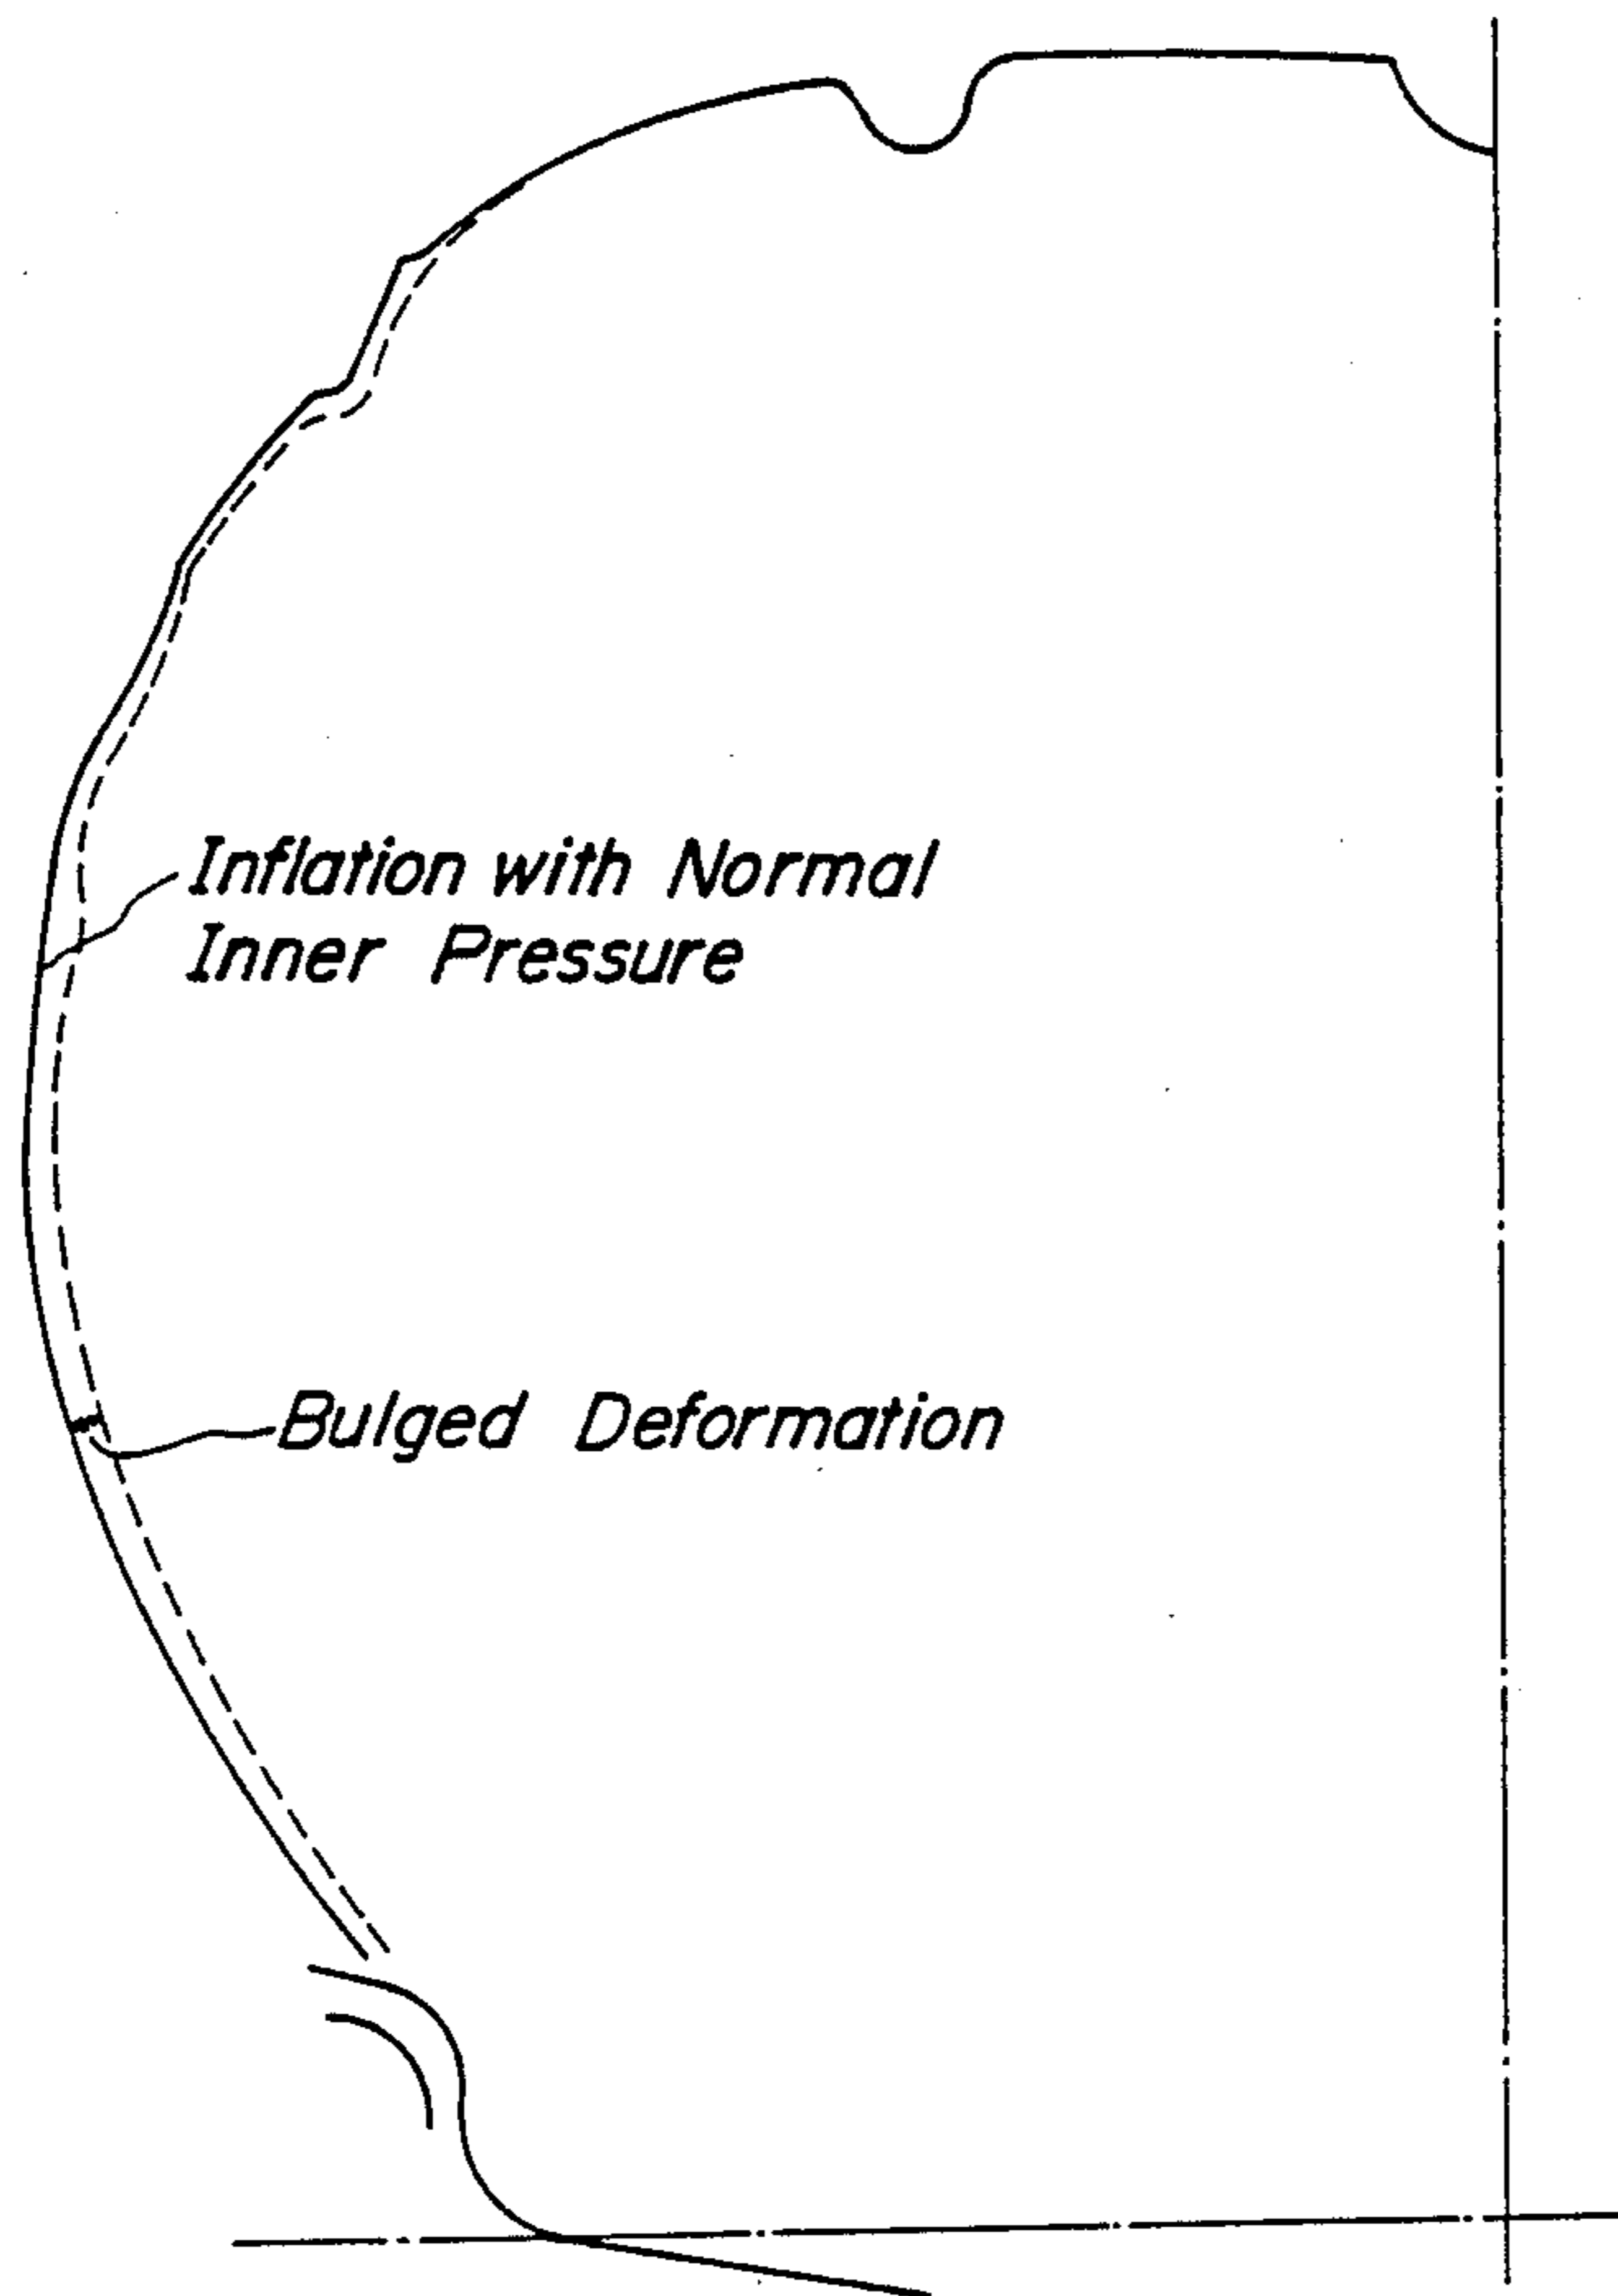 Inflation with Normal
Inner Pressure
Bulged Deformation